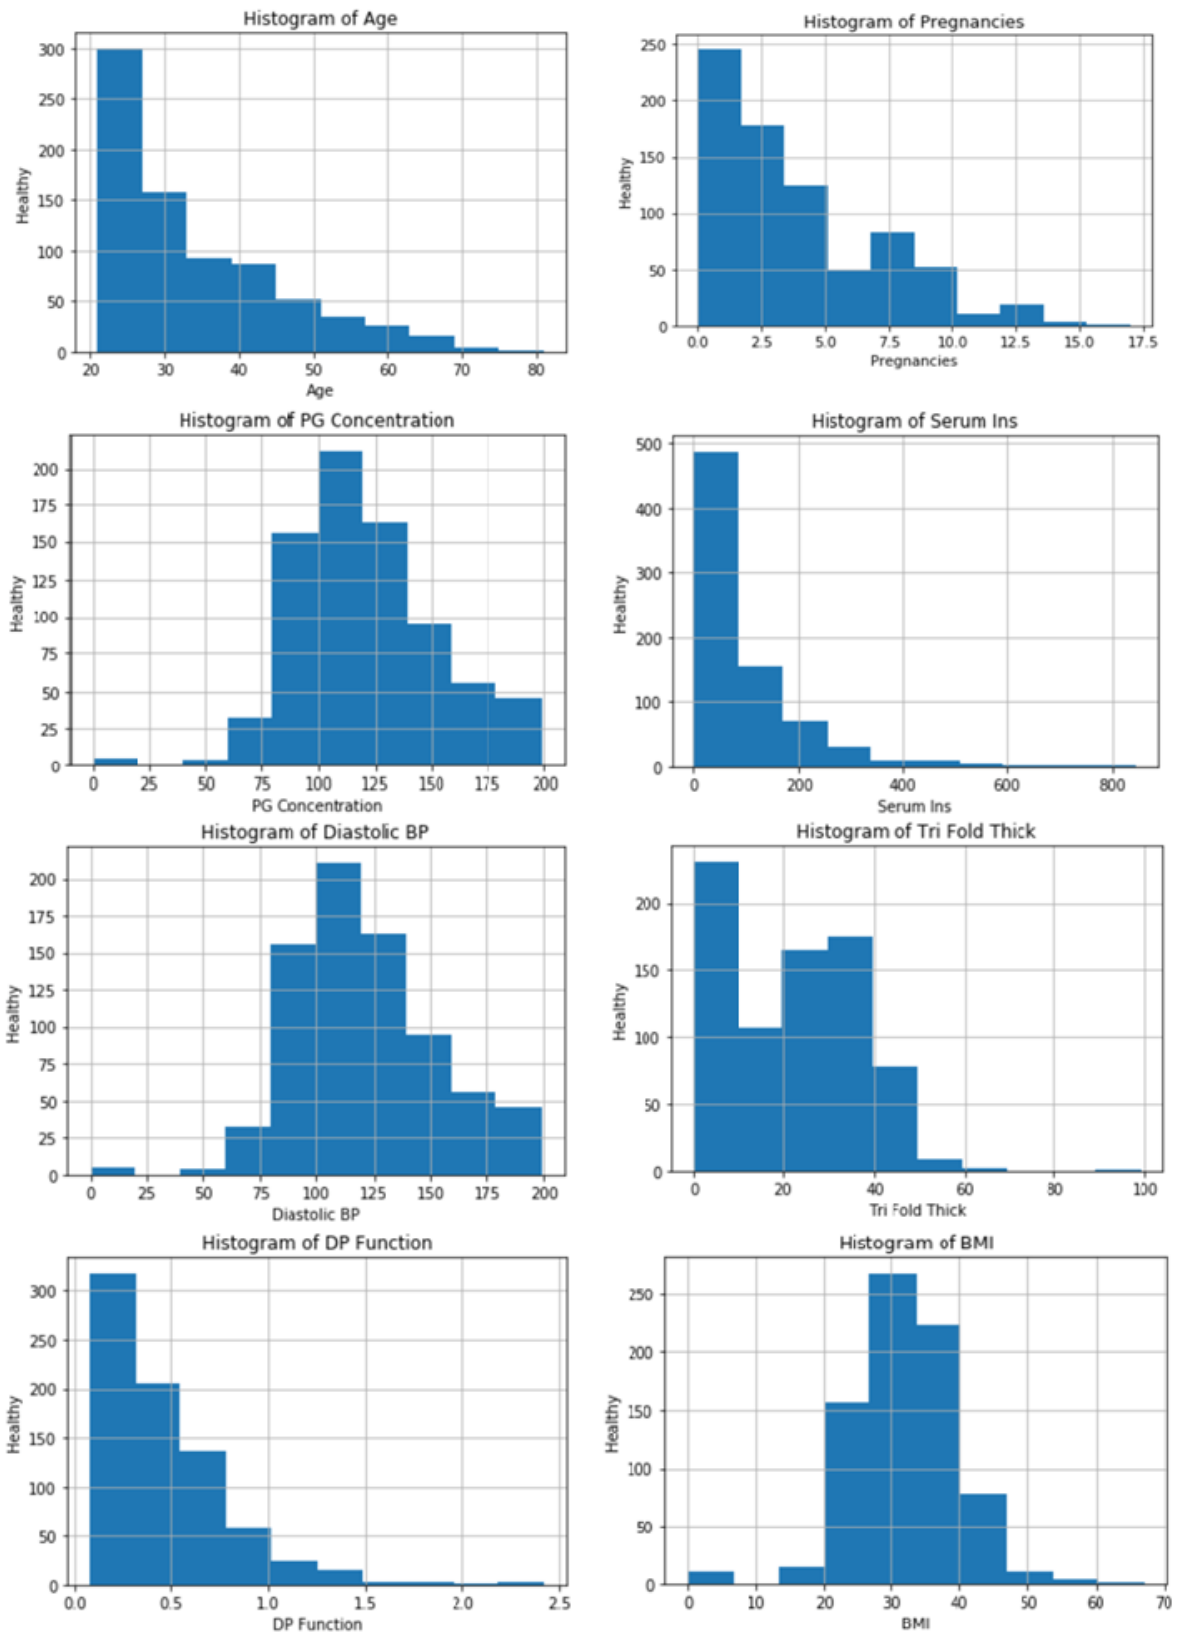 Histogram of Age
Healthy
300
250
200
150
100
50
0
20 30 40 50 60 70 80
Age
Histogram of Pregnancies
Healthy
250
200
150
100
50
0
0.0 2.5 5.0 7.5 10.0 12.5 15.0 17.5
Pregnancies
Histogram of PG Concentration
Healthy
200
175
150
125
100
75
50
25
0
0 25 50 75 100 125 150 175 200
PG Concentration
Histogram of Serum Ins
Healthy
500
400
300
200
100
0
0 200 400 600 800
Serum Ins
Histogram of Diastolic BP
Healthy
200
175
150
125
100
75
50
25
0
0 25 50 75 100 125 150 175 200
Diastolic BP
Histogram of Tri Fold Thick
Healthy
200
150
100
50
0
0 20 40 60 80 100
Tri Fold Thick
Histogram of DP Function
Healthy
300
250
200
150
100
50
0
0.0 0.5 1.0 1.5 2.0 2.5
DP Function
Histogram of BMI
Healthy
250
200
150
100
50
0
0 10 20 30 40 50 60 70
BMI